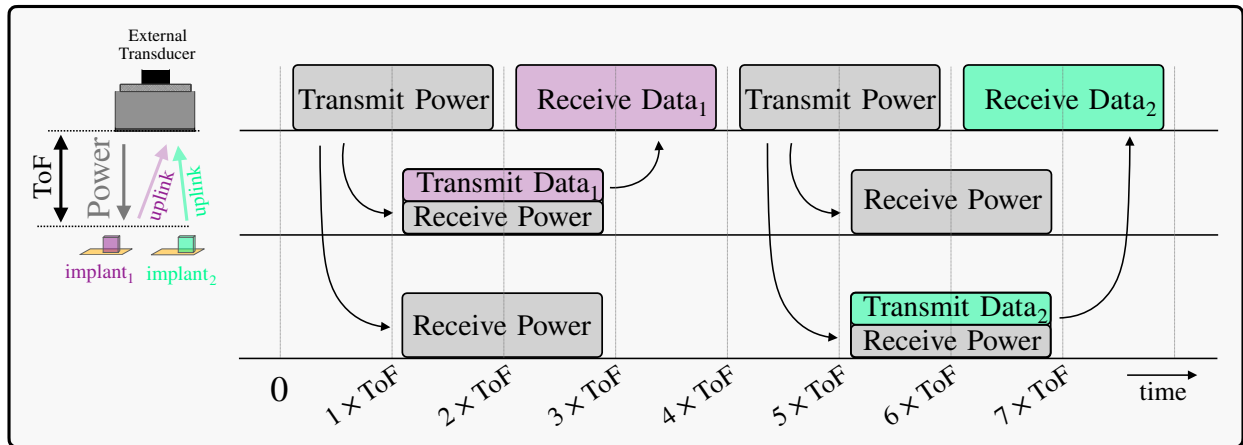 External
Transducer
ToF
Power
uplink
uplink
implant₁
implant₂
Transmit Power
Receive Data₁
Transmit Power
Receive Data₂
Transmit Data₁
Receive Power
Receive Power
Receive Power
Transmit Data₂
Receive Power
0
1 × ToF
2 × ToF
3 × ToF
4 × ToF
5 × ToF
6 × ToF
7 × ToF
time